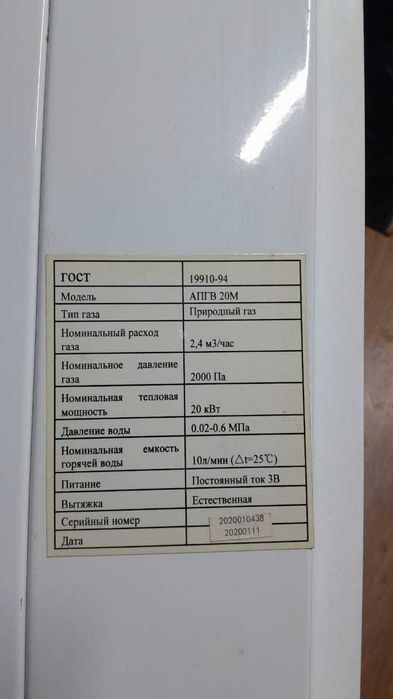 ГОСТ 19910-94
Модель АПГВ 20М
Тип газа Природный газ
Номинальный расход
газа 2,4 м3/час
Номинальное давление
газа 2000 Па
Номинальная тепловая
мощность 20 кВт
Давление воды 0.02-0.6 МПа
Номинальная емкость
горячей воды 10л/мин (△t=25℃)
Питание Постоянный ток 3В
Вытяжка Естественная
Серийный номер 2020010438
Дата 20200111